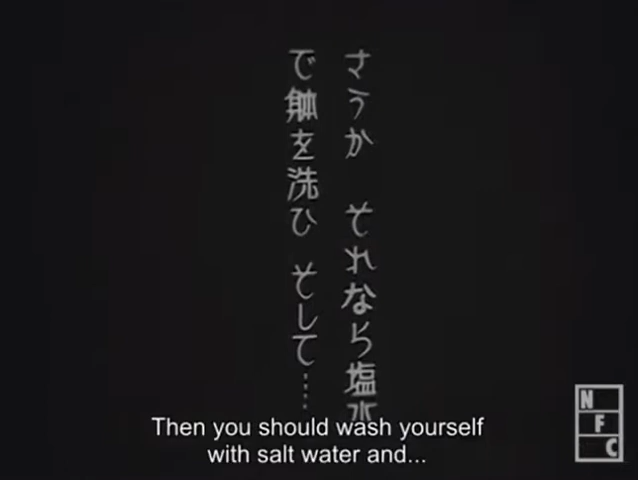 さうか それなら塩水
で躰を洗ひ そして……
Then you should wash yourself
with salt water and...
N
F
C